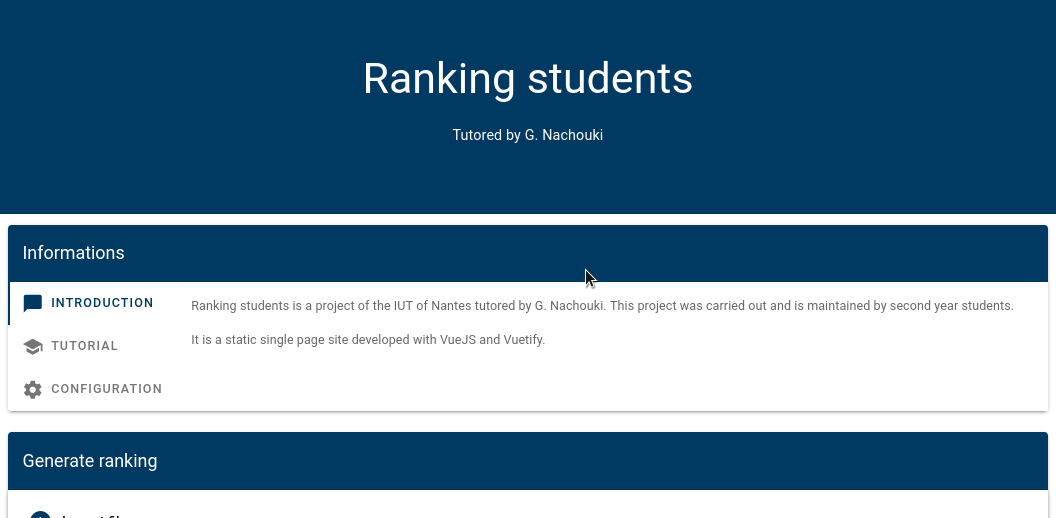 Ranking students
Tutored by G. Nachouki
Informations
INTRODUCTION
TUTORIAL
CONFIGURATION
Ranking students is a project of the IUT of Nantes tutored by G. Nachouki. This project was carried out and is maintained by second year students.
It is a static single page site developed with VueJS and Vuetify.
Generate ranking